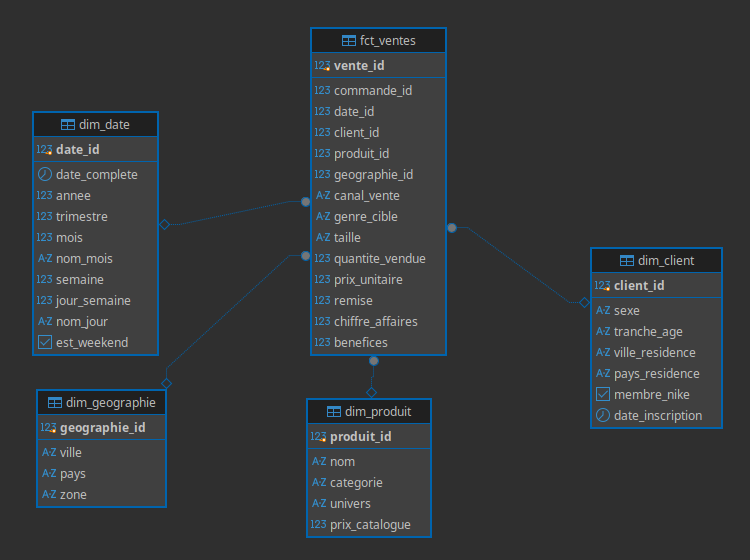 fct_ventes
123 vente_id
123 commande_id
123 date_id
123 client_id
123 produit_id
123 geographie_id
A-Z canal_vente
A-Z genre_cible
A-Z taille
123 quantite_vendue
123 prix_unitaire
123 remise
123 chiffre_affaires
123 benefices
dim_date
123 date_id
date_complete
123 annee
123 trimestre
123 mois
A-Z nom_mois
123 semaine
123 jour_semaine
A-Z nom_jour
est_weekend
dim_client
123 client_id
A-Z sexe
A-Z tranche_age
A-Z ville_residence
A-Z pays_residence
membre_nike
date_inscription
dim_geographie
123 geographie_id
A-Z ville
A-Z pays
A-Z zone
dim_produit
123 produit_id
A-Z nom
A-Z categorie
A-Z univers
123 prix_catalogue